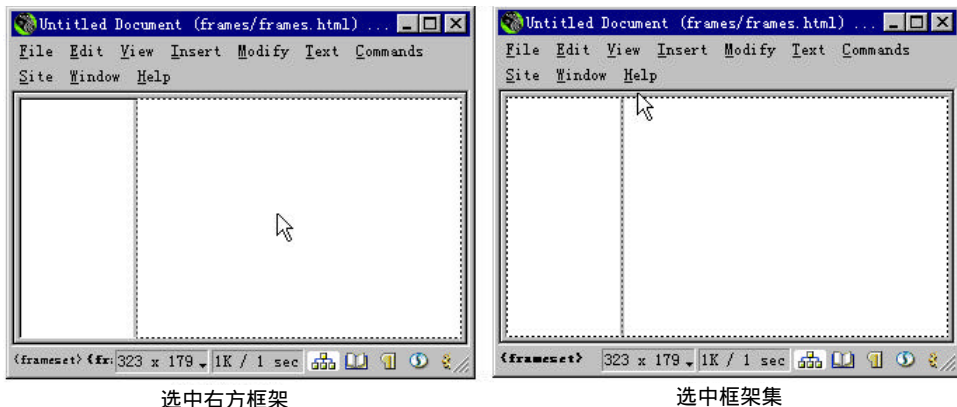 Untitled Document (frames/frames.html) ...
File Edit View Insert Modify Text Commands
Site Window Help
<frameset> <fr:
323 x 179
1K / 1 sec
选中右方框架
Untitled Document (frames/frames.html) ...
File Edit View Insert Modify Text Commands
Site Window Help
<frameset>
323 x 179
1K / 1 sec
选中框架集